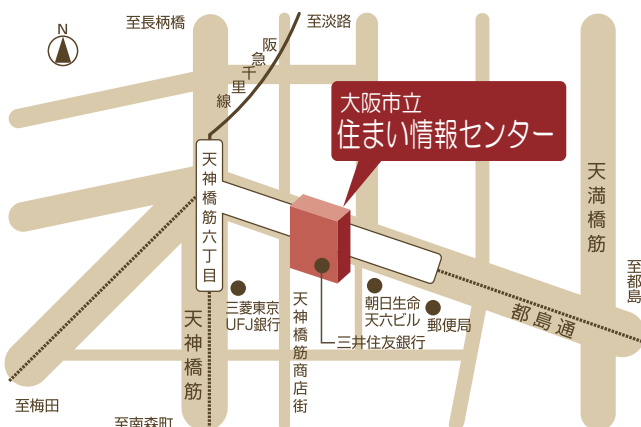 至長柄橋
至淡路
N
阪急千里線
大阪市立
住まい情報センター
天神橋筋六丁目
天満橋筋
至都島
三菱東京
UFJ銀行
天神橋筋
天神橋筋商店街
朝日生命
天六ビル
郵便局
都島通
三井住友銀行
至梅田
至南森町